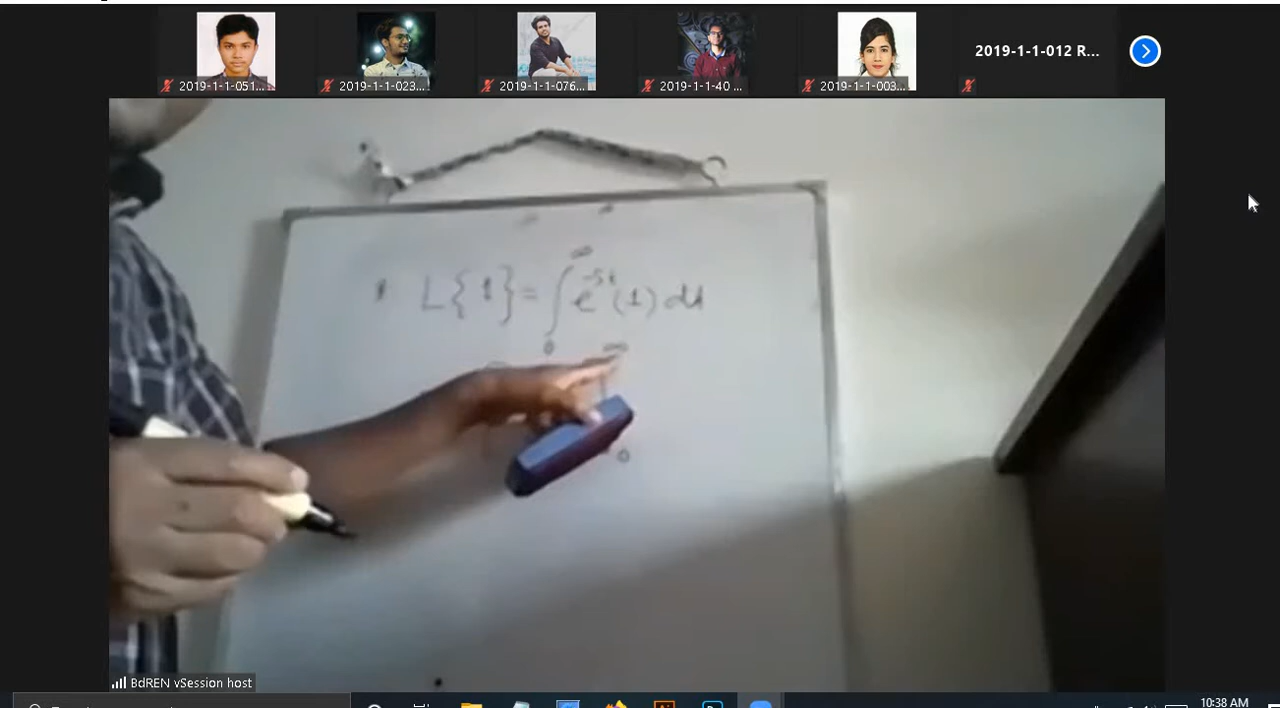 2019-1-1-051...
2019-1-1-023...
2019-1-1-076...
2019-1-1-40 ...
2019-1-1-003...
2019-1-1-012 R...
L{1} = ∫₀^∞ e^{-st} (1) dt
∞
0
BdREN vSession host
10:38 AM